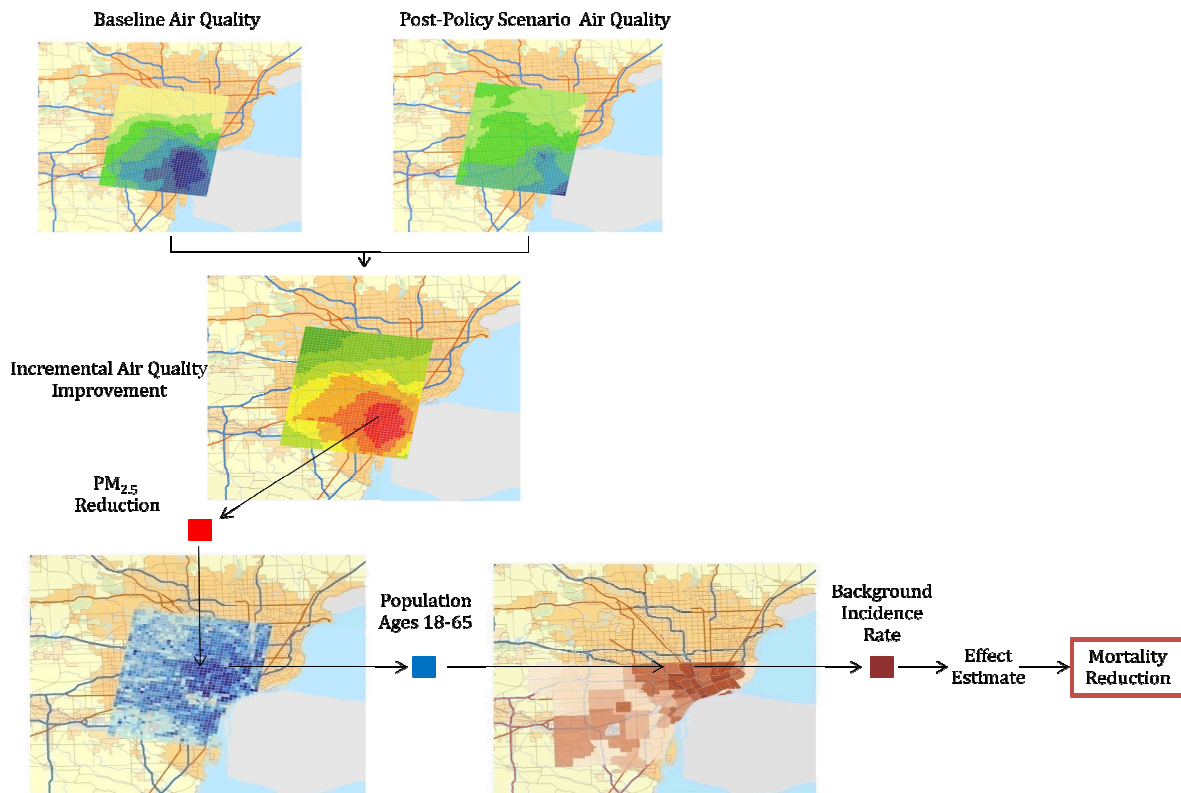 Baseline Air Quality
Post-Policy Scenario Air Quality
Incremental Air Quality
Improvement
PM2.5
Reduction
Population
Ages 18-65
Background
Incidence
Rate
Effect
Estimate
Mortality
Reduction